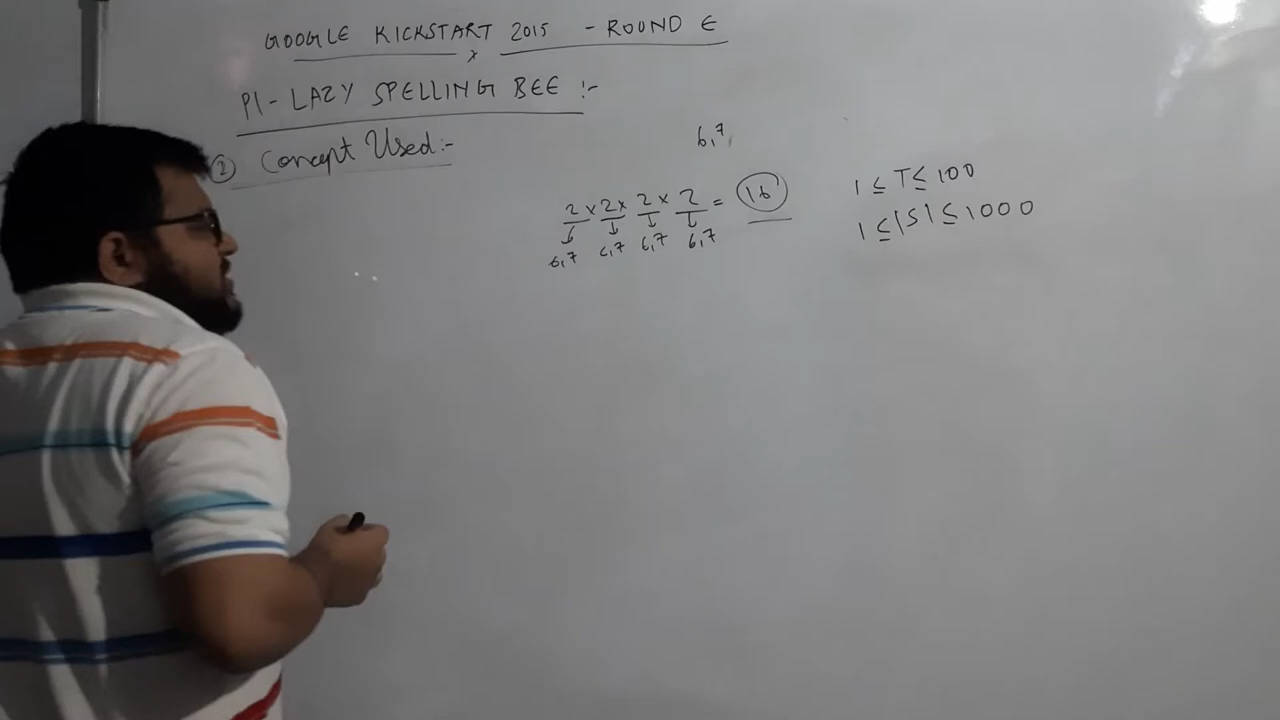 GOOGLE KICKSTART 2015 - ROUND E
x
P1 - LAZY SPELLING BEE :-
② Concept Used:-
6,7
2 x 2 x 2 x 2 = 16
6,7 6,7 6,7 6,7
1 ≤ T ≤ 100
1 ≤ |S| ≤ 1000